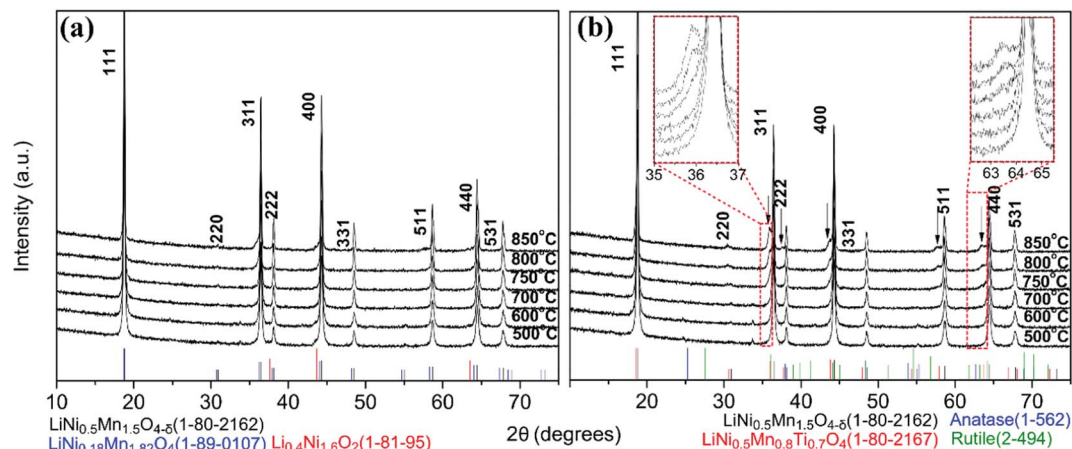 (a)
111
220
311
222
400
331
511
440
531
850°C
800°C
750°C
700°C
600°C
500°C
10 20 30 40 50 60 70
Intensity (a.u.)
LiNi0.5Mn1.5O4-δ(1-80-2162)
LiNi0.18Mn1.82O4(1-89-0107) Li0.4Ni1.6O2(1-81-95)
2θ (degrees)
(b)
111
220
311
222
400
331
511
440
531
35 36 37
63 64 65
850°C
800°C
750°C
700°C
600°C
500°C
20 30 40 50 60 70
LiNi0.5Mn1.5O4-δ(1-80-2162) Anatase(1-562)
LiNi0.5Mn0.8Ti0.7O4(1-80-2167) Rutile(2-494)